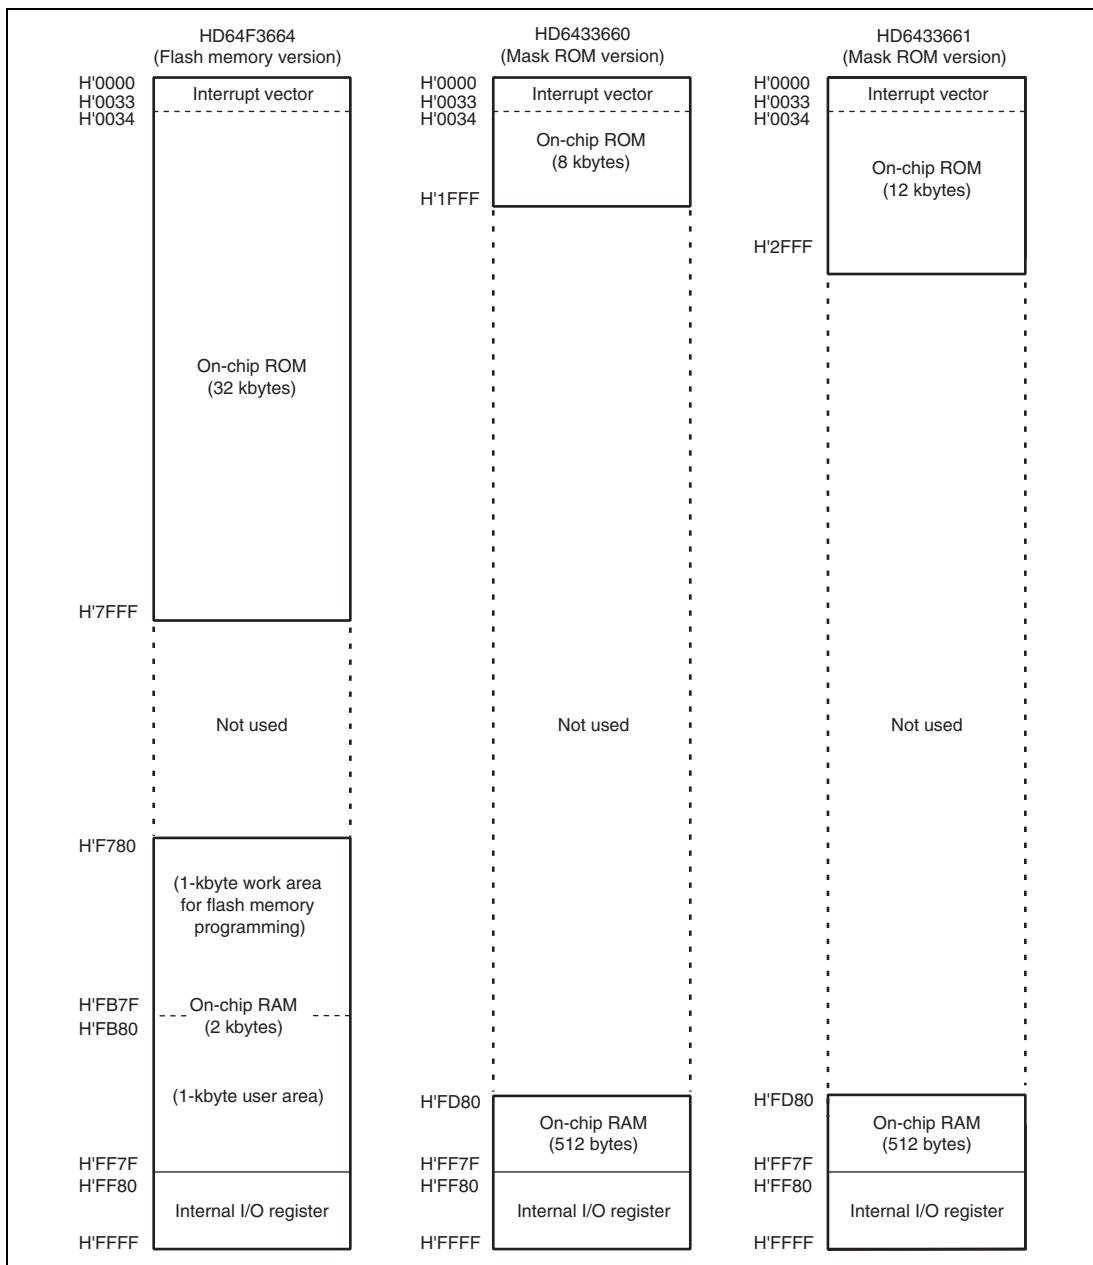 HD64F3664
(Flash memory version)
H'0000
H'0033
H'0034
Interrupt vector
On-chip ROM
(32 kbytes)
H'7FFF
Not used
H'F780
(1-kbyte work area
for flash memory
programming)
H'FB7F
H'FB80
On-chip RAM
(2 kbytes)
(1-kbyte user area)
H'FF7F
H'FF80
Internal I/O register
H'FFFF
HD6433660
(Mask ROM version)
H'0000
H'0033
H'0034
Interrupt vector
On-chip ROM
(8 kbytes)
H'1FFF
Not used
H'FD80
On-chip RAM
(512 bytes)
H'FF7F
H'FF80
Internal I/O register
H'FFFF
HD6433661
(Mask ROM version)
H'0000
H'0033
H'0034
Interrupt vector
On-chip ROM
(12 kbytes)
H'2FFF
Not used
H'FD80
On-chip RAM
(512 bytes)
H'FF7F
H'FF80
Internal I/O register
H'FFFF